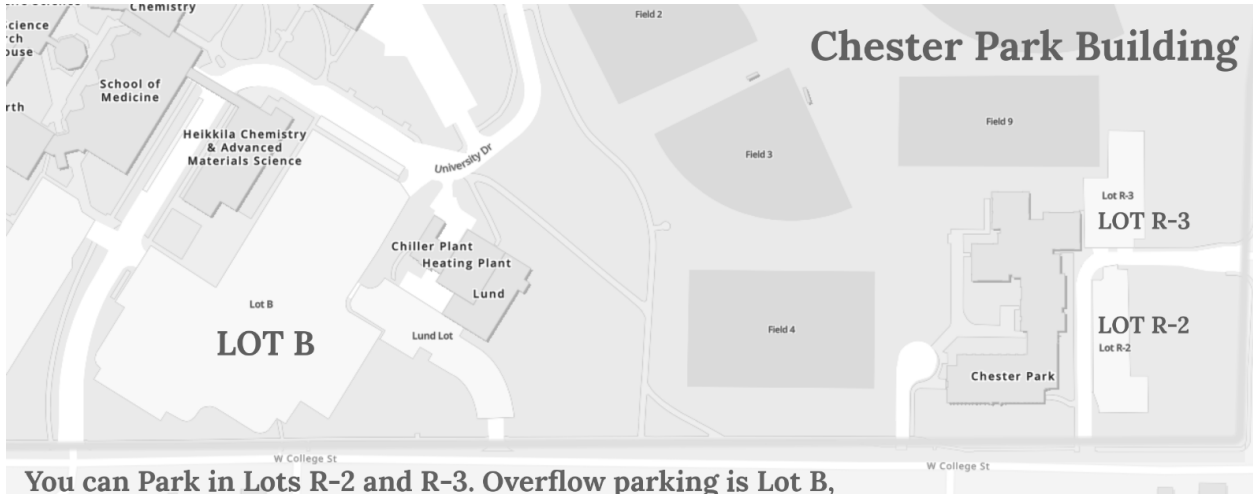 Chemistry
Science
Field 2
Chester Park Building
School of
Medicine
Heikkila Chemistry
& Advanced
Materials Science
University Dr
Field 3
Field 9
Lot R-3
LOT R-3
Chiller Plant
Heating Plant
Lund
Lot B
LOT B
Lund Lot
Field 4
LOT R-2
Lot R-2
Chester Park
W College St
W College St
You can Park in Lots R-2 and R-3. Overflow parking is Lot B,